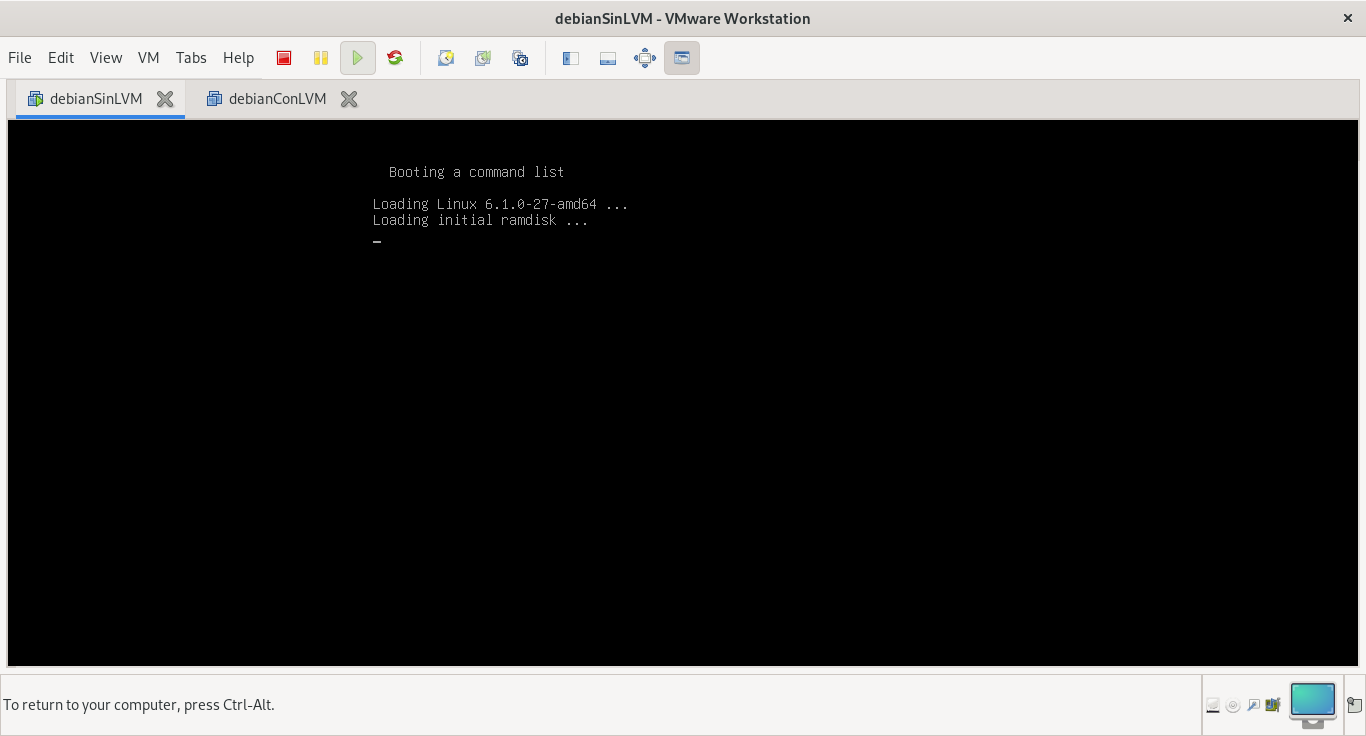 debianSinLVM - VMware Workstation
File Edit View VM Tabs Help
debianSinLVM debianConLVM
Booting a command list
Loading Linux 6.1.0-27-amd64 ...
Loading initial ramdisk ...
_
To return to your computer, press Ctrl-Alt.